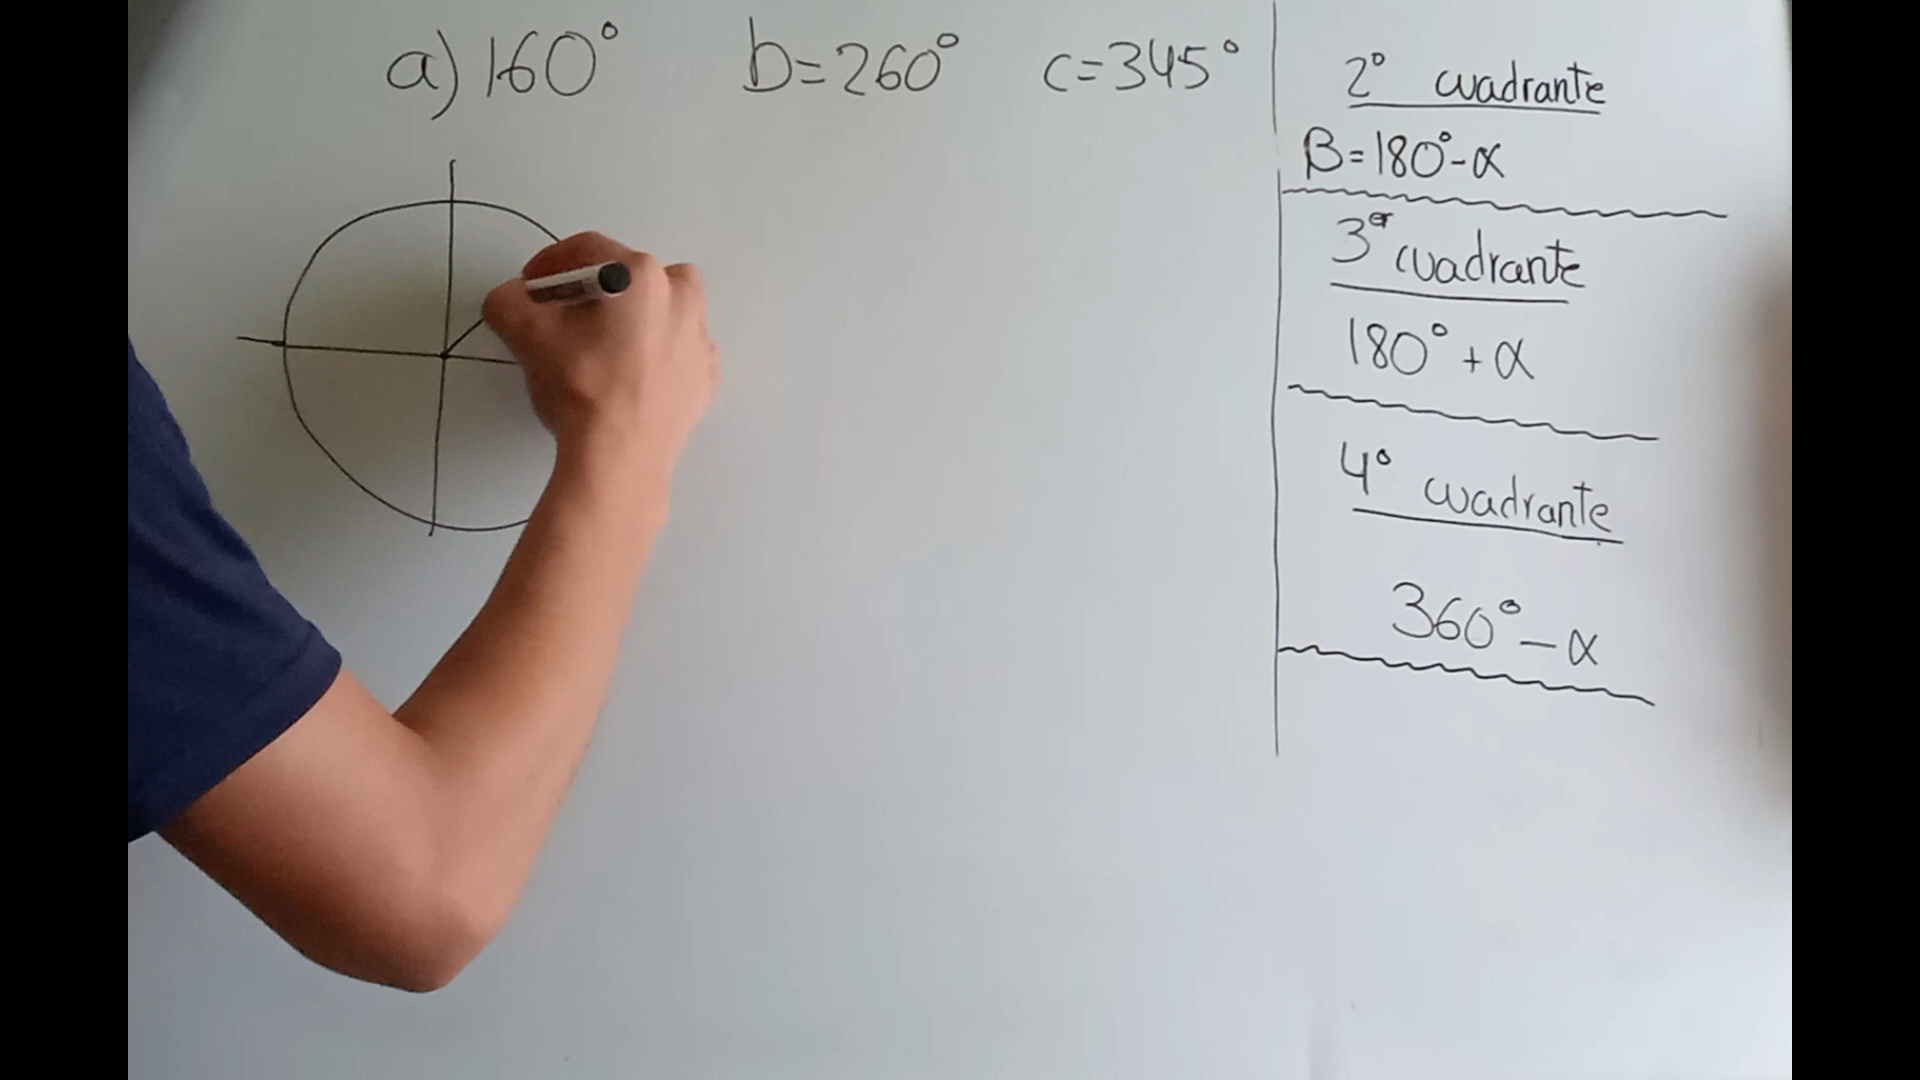 a) 160° b=260° c=345°
2° cuadrante
B=180°-α
3er cuadrante
180°+α
4° cuadrante
360°-α